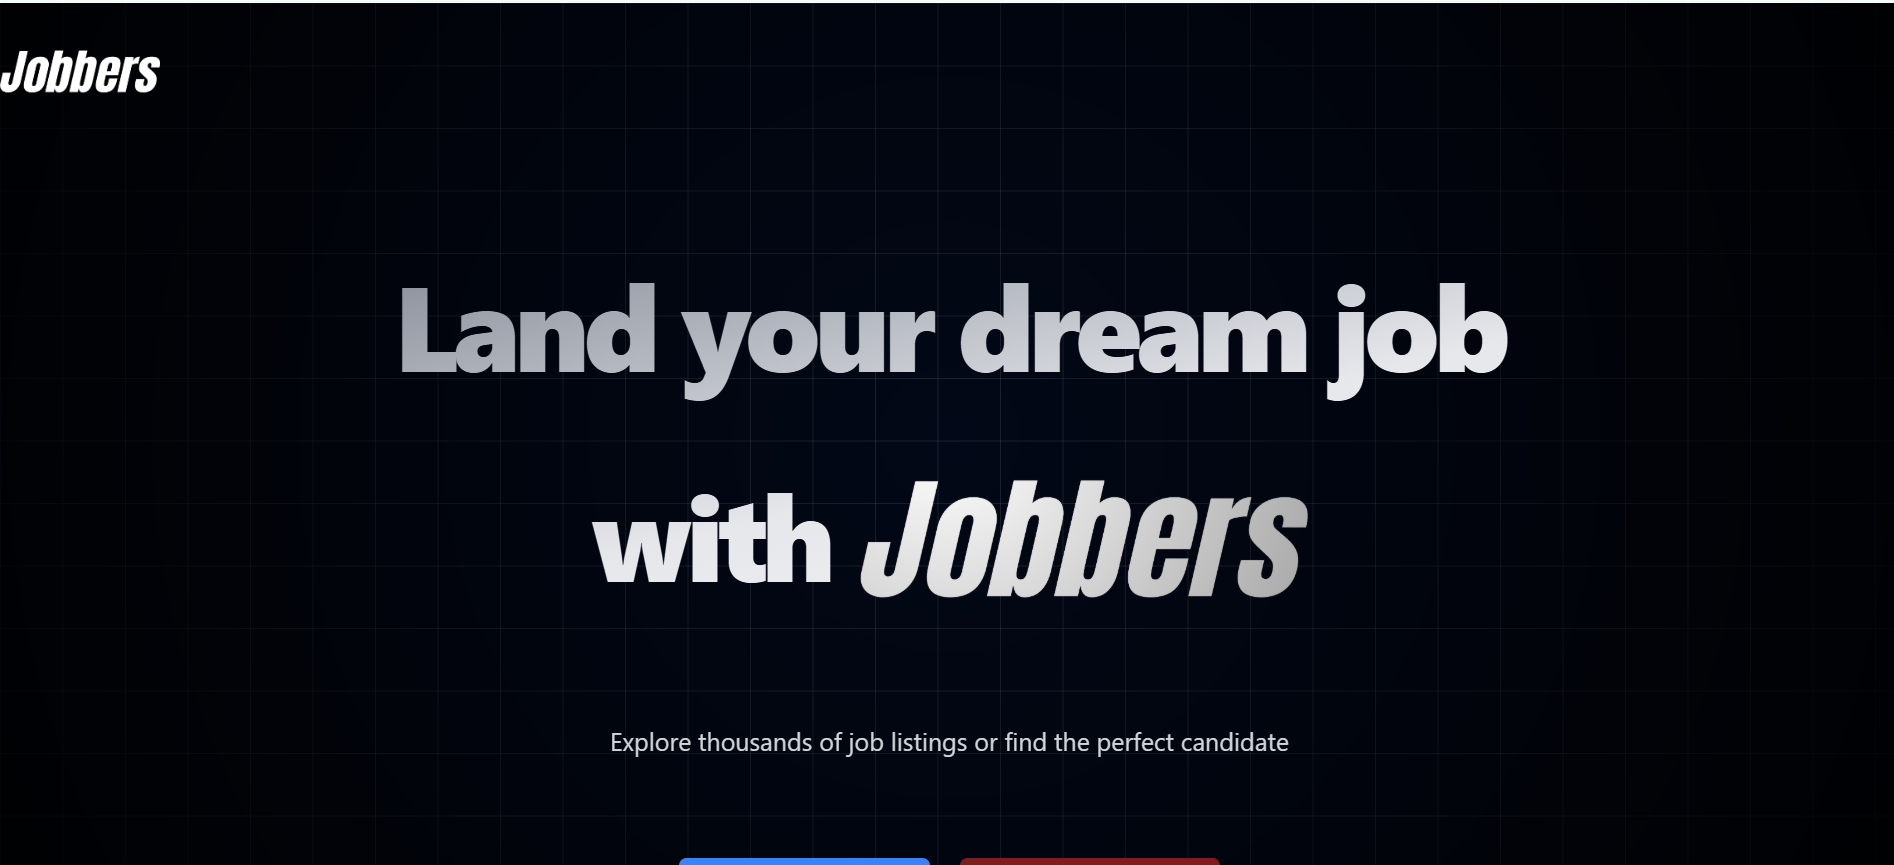 Jobbers
Land your dream job
with Jobbers
Explore thousands of job listings or find the perfect candidate